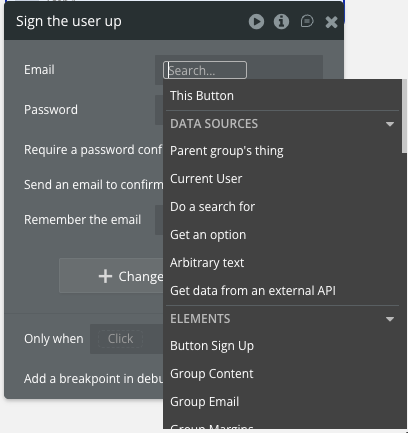 Sign the user up
Email
Search...
This Button
Password
DATA SOURCES
Parent group's thing
Require a password conf
Current User
Send an email to confirm
Do a search for
Remember the email
Get an option
Arbitrary text
Change
Get data from an external API
ELEMENTS
Only when
Click
Button Sign Up
Group Content
Add a breakpoint in debu
Group Email
Group Margins